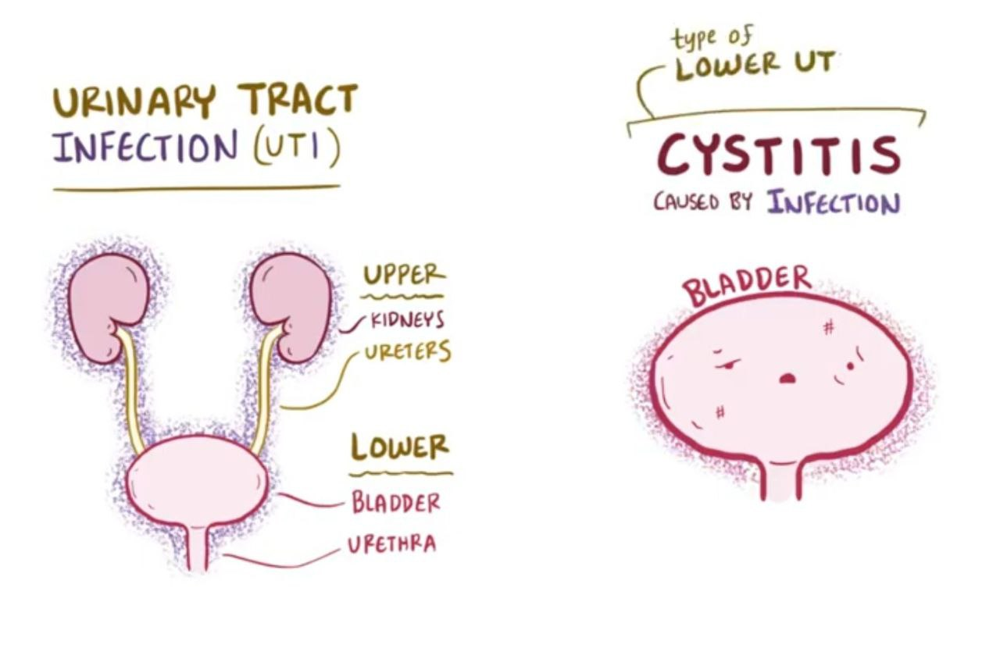 URINARY TRACT
INFECTION (UTI)
UPPER
KIDNEYS
URETERS
LOWER
BLADDER
URETHRA
type of
LOWER UT
CYSTITIS
CAUSED BY INFECTION
BLADDER